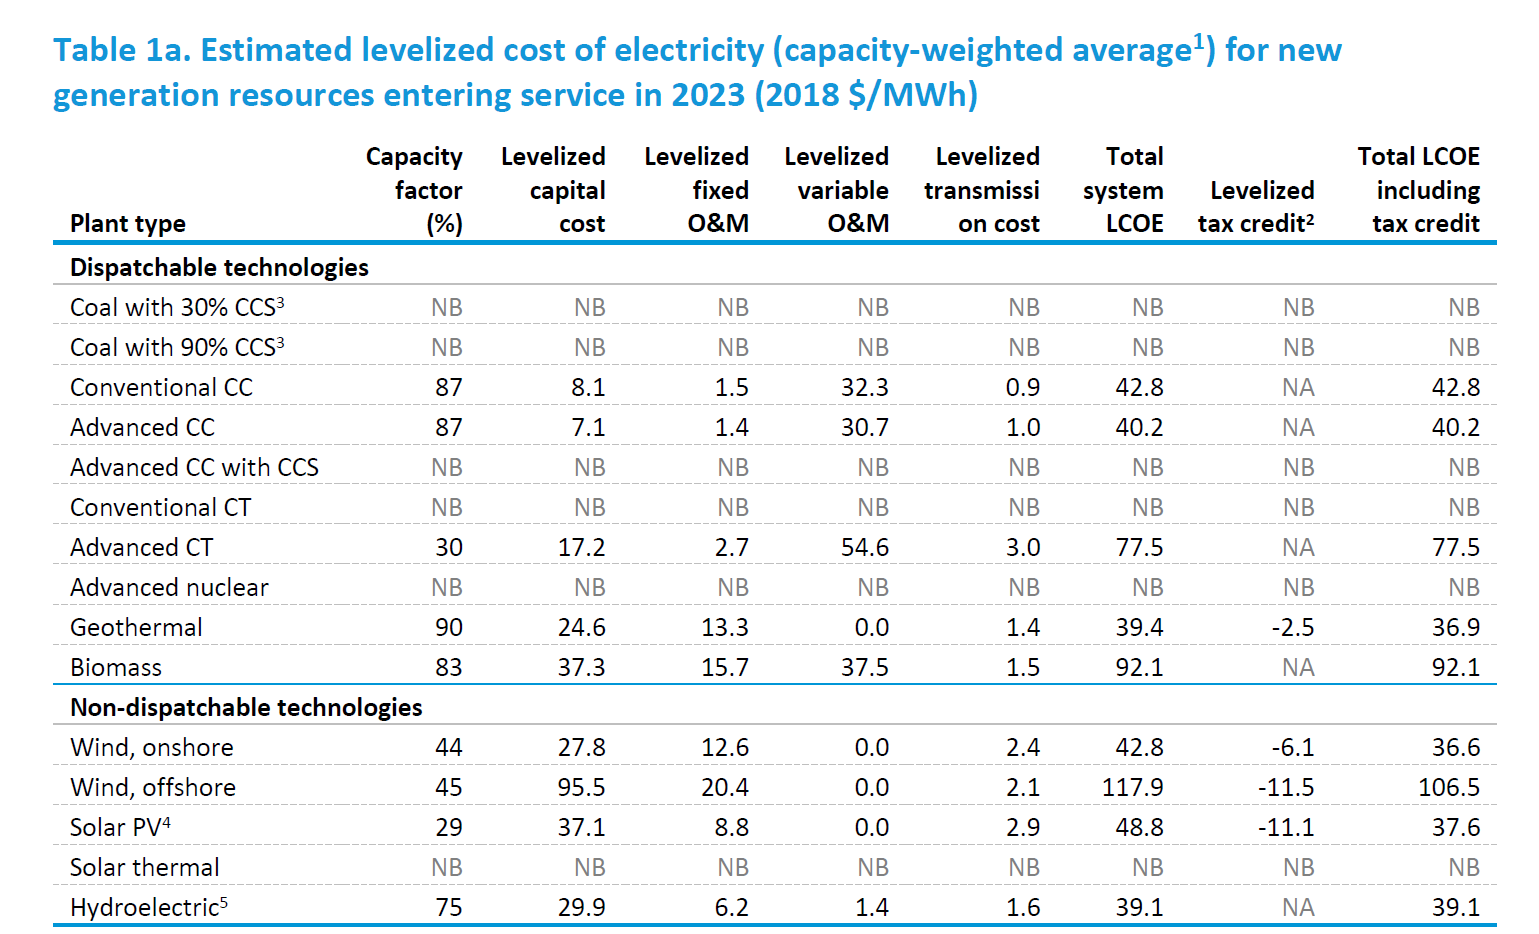 Table 1a. Estimated levelized cost of electricity (capacity-weighted average¹) for new
generation resources entering service in 2023 (2018 $/MWh)
Capacity Levelized Levelized Levelized Levelized Total Total LCOE
factor capital fixed variable transmissi system Levelized including
Plant type (%) cost O&M O&M on cost LCOE tax credit² tax credit
Dispatchable technologies
Coal with 30% CCS³ NB NB NB NB NB NB NB NB
Coal with 90% CCS³ NB NB NB NB NB NB NB NB
Conventional CC 87 8.1 1.5 32.3 0.9 42.8 NA 42.8
Advanced CC 87 7.1 1.4 30.7 1.0 40.2 NA 40.2
Advanced CC with CCS NB NB NB NB NB NB NB NB
Conventional CT NB NB NB NB NB NB NB NB
Advanced CT 30 17.2 2.7 54.6 3.0 77.5 NA 77.5
Advanced nuclear NB NB NB NB NB NB NB NB
Geothermal 90 24.6 13.3 0.0 1.4 39.4 -2.5 36.9
Biomass 83 37.3 15.7 37.5 1.5 92.1 NA 92.1
Non-dispatchable technologies
Wind, onshore 44 27.8 12.6 0.0 2.4 42.8 -6.1 36.6
Wind, offshore 45 95.5 20.4 0.0 2.1 117.9 -11.5 106.5
Solar PV⁴ 29 37.1 8.8 0.0 2.9 48.8 -11.1 37.6
Solar thermal NB NB NB NB NB NB NB NB
Hydroelectric⁵ 75 29.9 6.2 1.4 1.6 39.1 NA 39.1